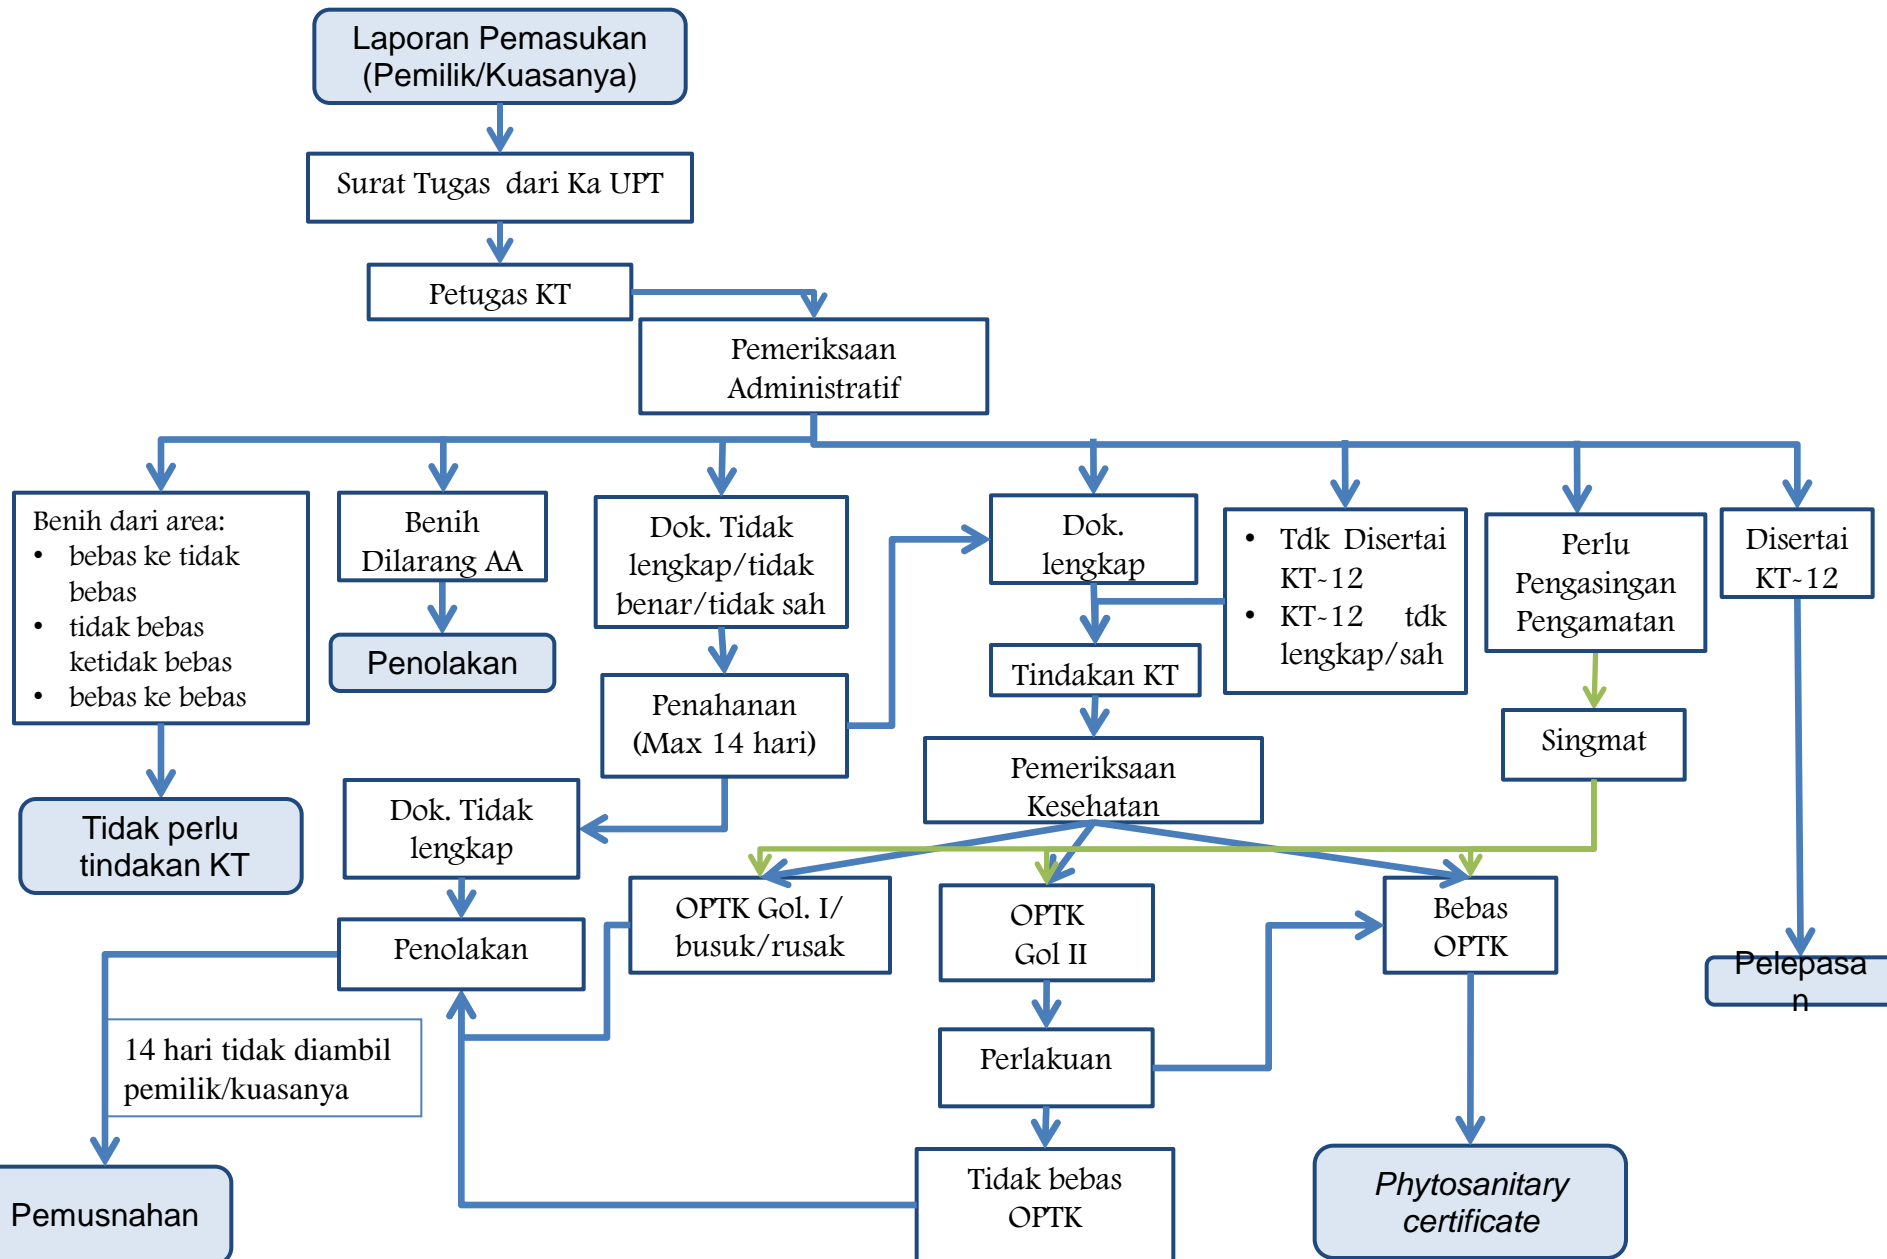 Laporan Pemasukan
(Pemilik/Kuasanya)
Surat Tugas dari Ka UPT
Petugas KT
Pemeriksaan
Administratif
Benih dari area:
• bebas ke tidak
bebas
• tidak bebas
ketidak bebas
• bebas ke bebas
Benih
Dilarang AA
Dok. Tidak
lengkap/tidak
benar/tidak sah
Dok.
lengkap
• Tdk Disertai
KT-12
• KT-12 tdk
lengkap/sah
Perlu
Pengasingan
Pengamatan
Disertai
KT-12
Penolakan
Tindakan KT
Penahanan
(Max 14 hari)
Singmat
Pemeriksaan
Kesehatan
Tidak perlu
tindakan KT
Dok. Tidak
lengkap
OPTK Gol. I/
busuk/rusak
OPTK
Gol II
Bebas
OPTK
Penolakan
Pelepasa
n
14 hari tidak diambil
pemilik/kuasanya
Perlakuan
Pemusnahan
Tidak bebas
OPTK
Phytosanitary
certificate